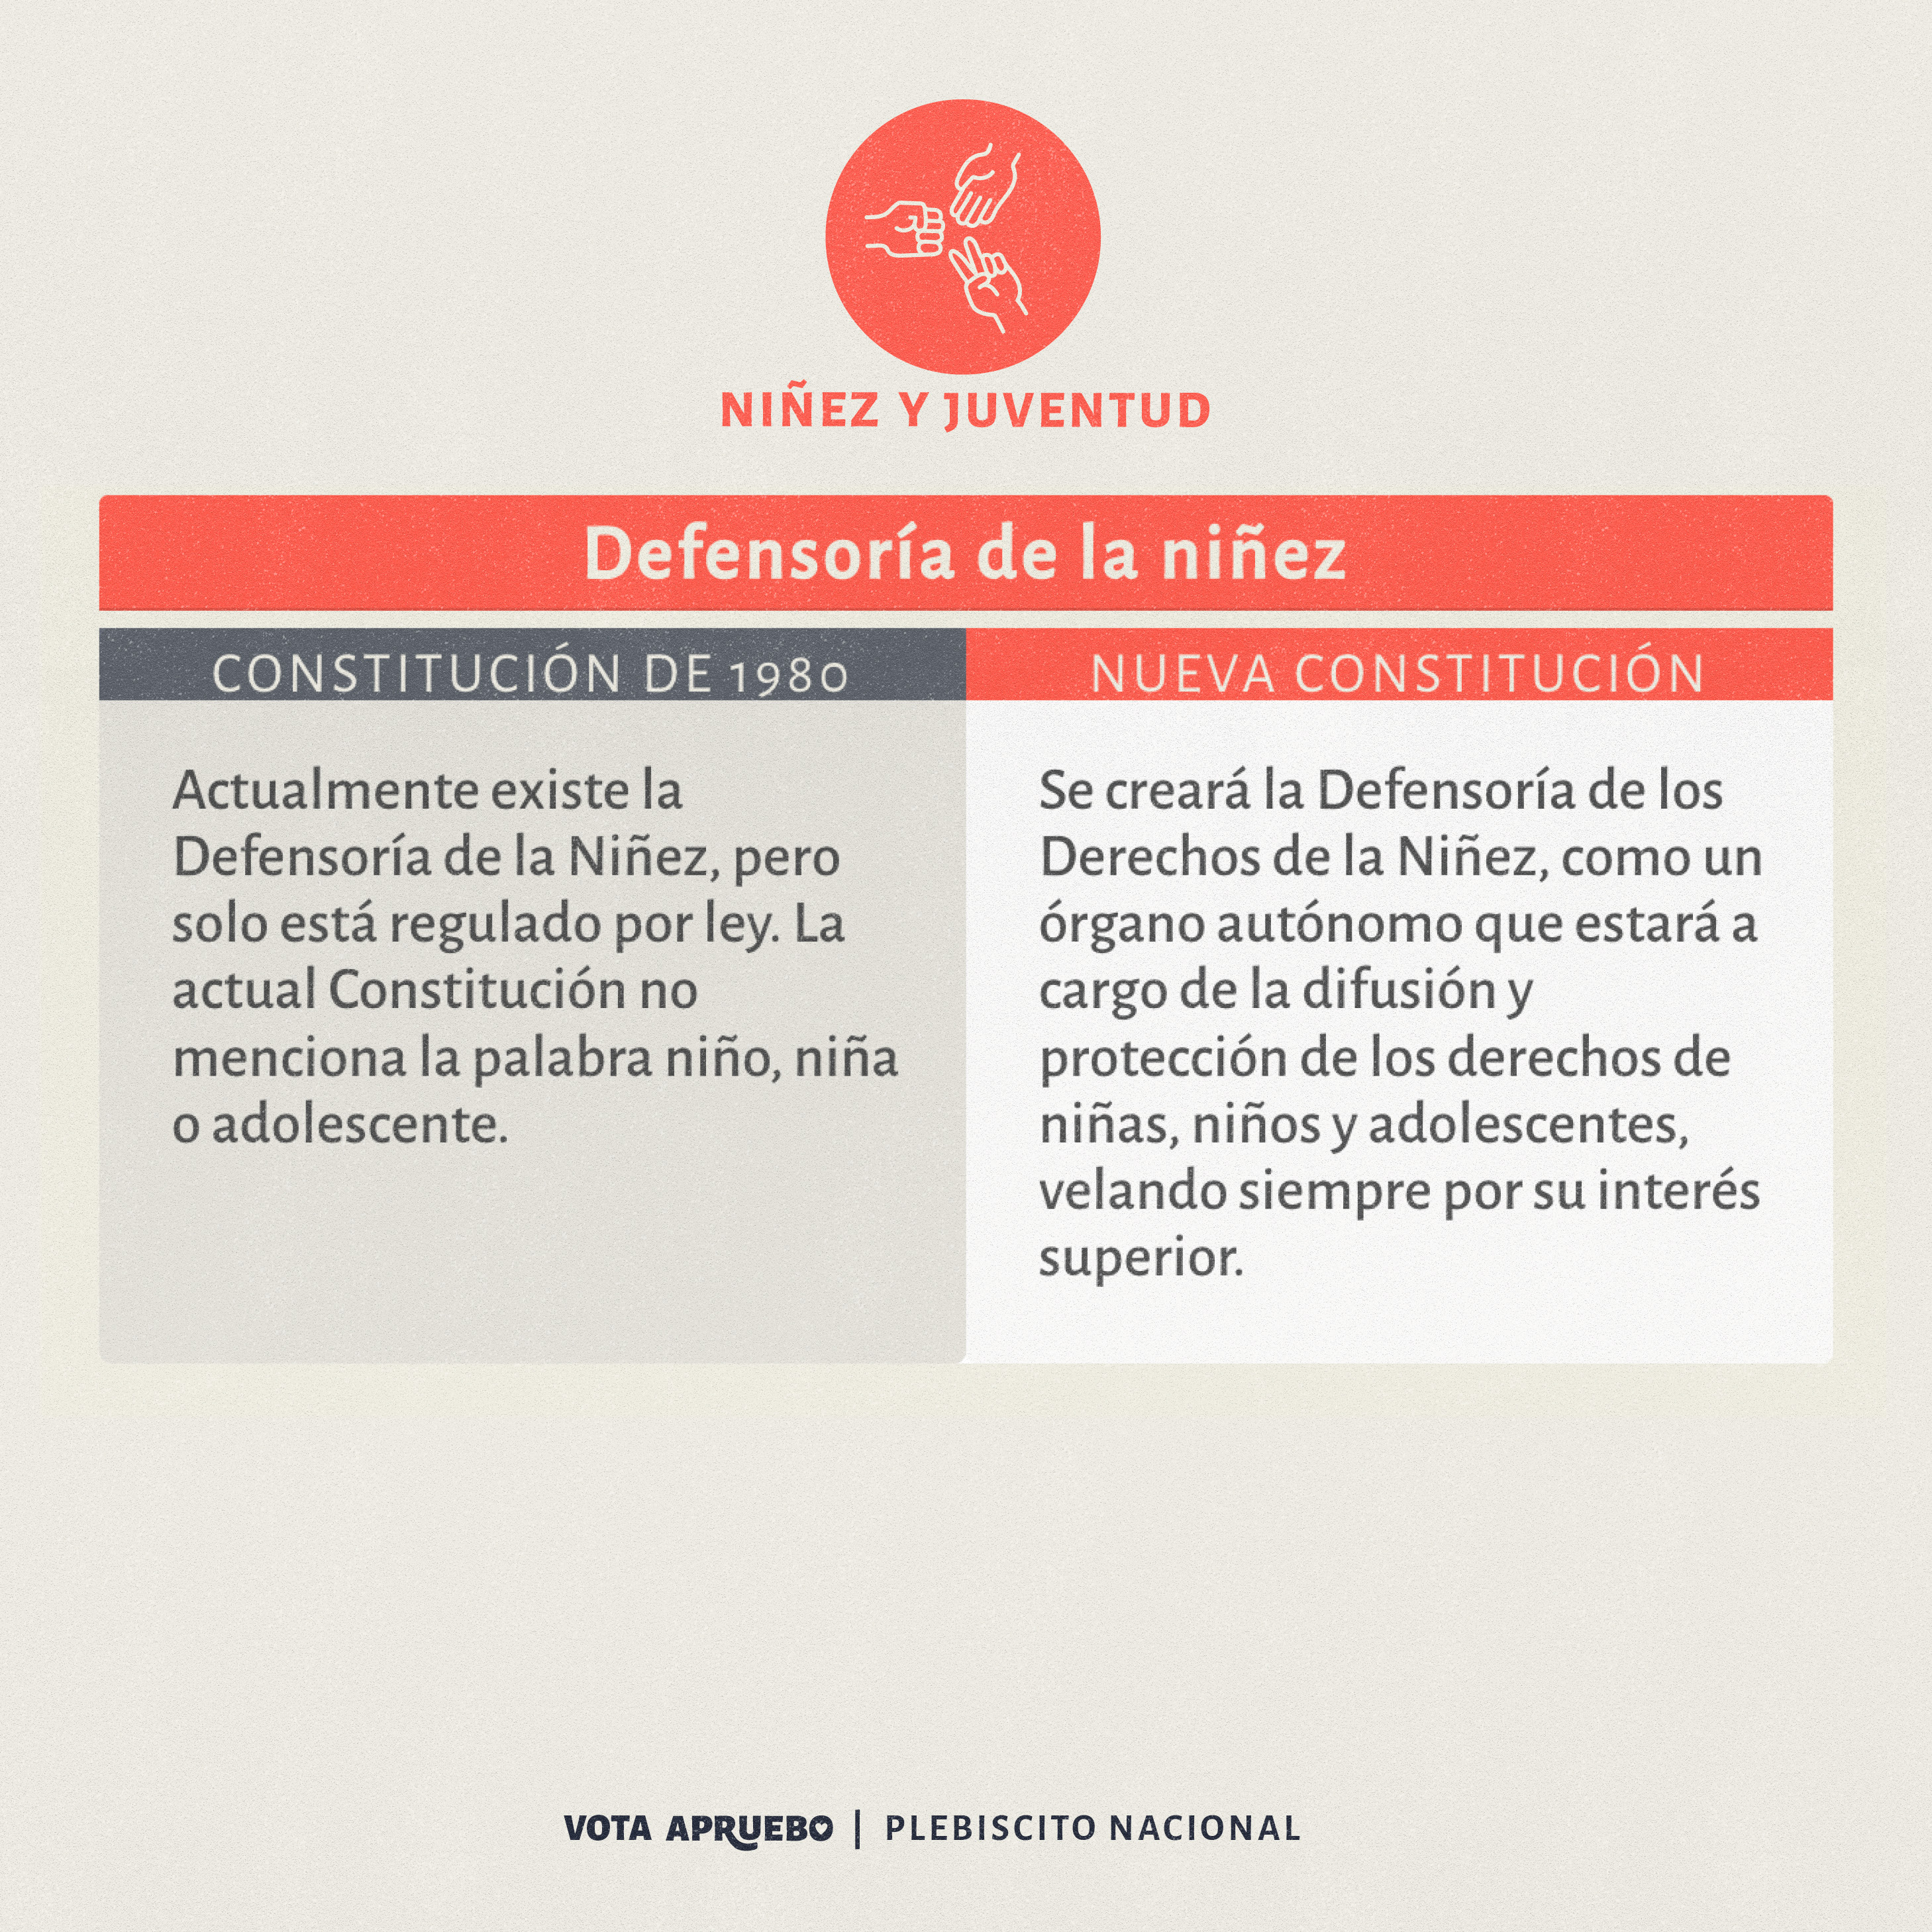 NIÑEZ Y JUVENTUD
Defensoría de la niñez
CONSTITUCIÓN DE 1980
Actualmente existe la
Defensoría de la Niñez, pero
solo está regulado por ley. La
actual Constitución no
menciona la palabra niño, niña
o adolescente.
NUEVA CONSTITUCIÓN
Se creará la Defensoría de los
Derechos de la Niñez, como un
órgano autónomo que estará a
cargo de la difusión y
protección de los derechos de
niñas, niños y adolescentes,
velando siempre por su interés
superior.
VOTA APRUEBO | PLEBISCITO NACIONAL